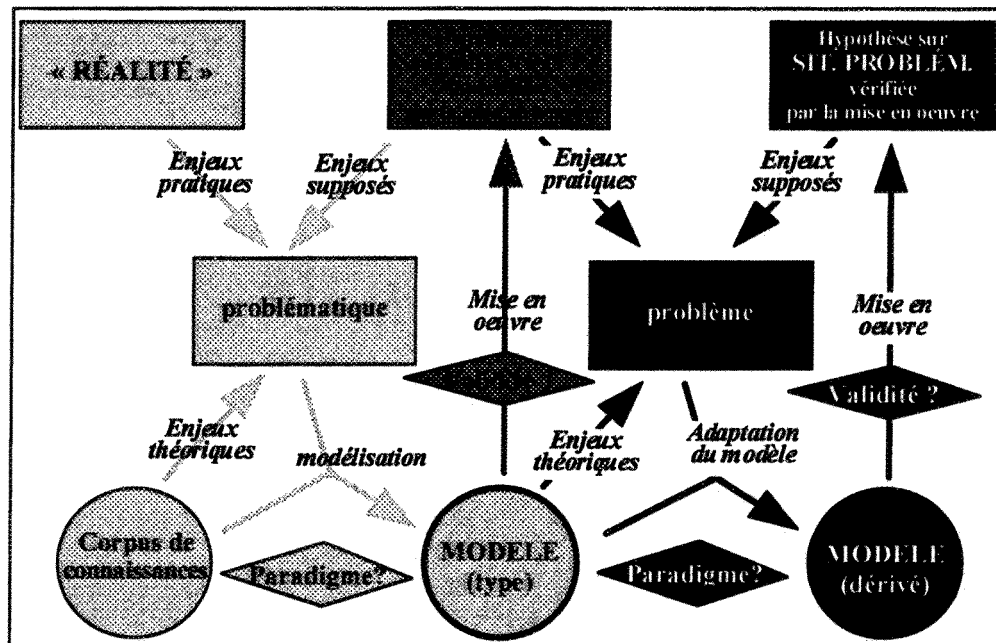 « RÉALITÉ »
Hypothèse sur
SIT. PROBLÉM.
vérifiée
par la mise en oeuvre
Enjeux
pratiques
Enjeux
supposés
Enjeux
pratiques
Enjeux
supposés
problématique
Mise en
oeuvre
problème
Mise en
oeuvre
Validité ?
Enjeux
théoriques
modélisation
Enjeux
théoriques
Adaptation
du modèle
Corpus de
connaissances
Paradigme?
MODELE
(type)
Paradigme?
MODELE
(dérivé)